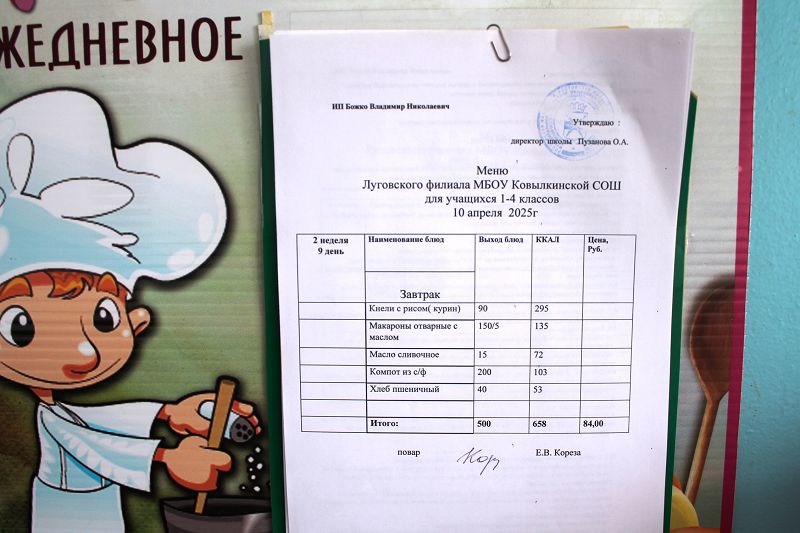 ЖЕДНЕВНОЕ
ИП Божко Владимир Николаевич
Утверждаю :
директор школы Пузанова О.А.
Меню
Луговского филиала МБОУ Ковылкинской СОШ
для учащихся 1-4 классов
10 апреля 2025г
2 неделя 9 день Наименование блюд Выход блюд ККАЛ Цена, Руб.
Завтрак
Кнели с рисом( курин) 90 295
Макароны отварные с маслом 150/5 135
Масло сливочное 15 72
Компот из с/ф 200 103
Хлеб пшеничный 40 53
Итого: 500 658 84,00
повар Е.В. Кореза